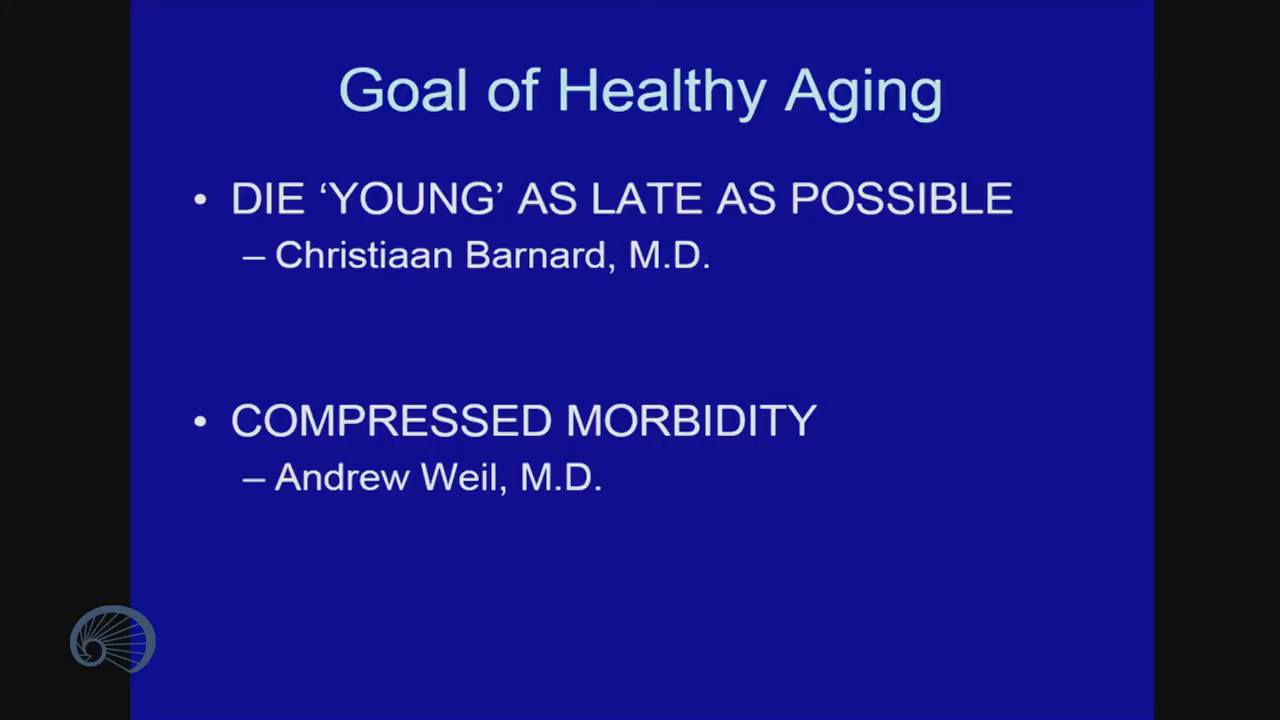 Goal of Healthy Aging
• DIE ‘YOUNG’ AS LATE AS POSSIBLE
– Christiaan Barnard, M.D.
• COMPRESSED MORBIDITY
– Andrew Weil, M.D.